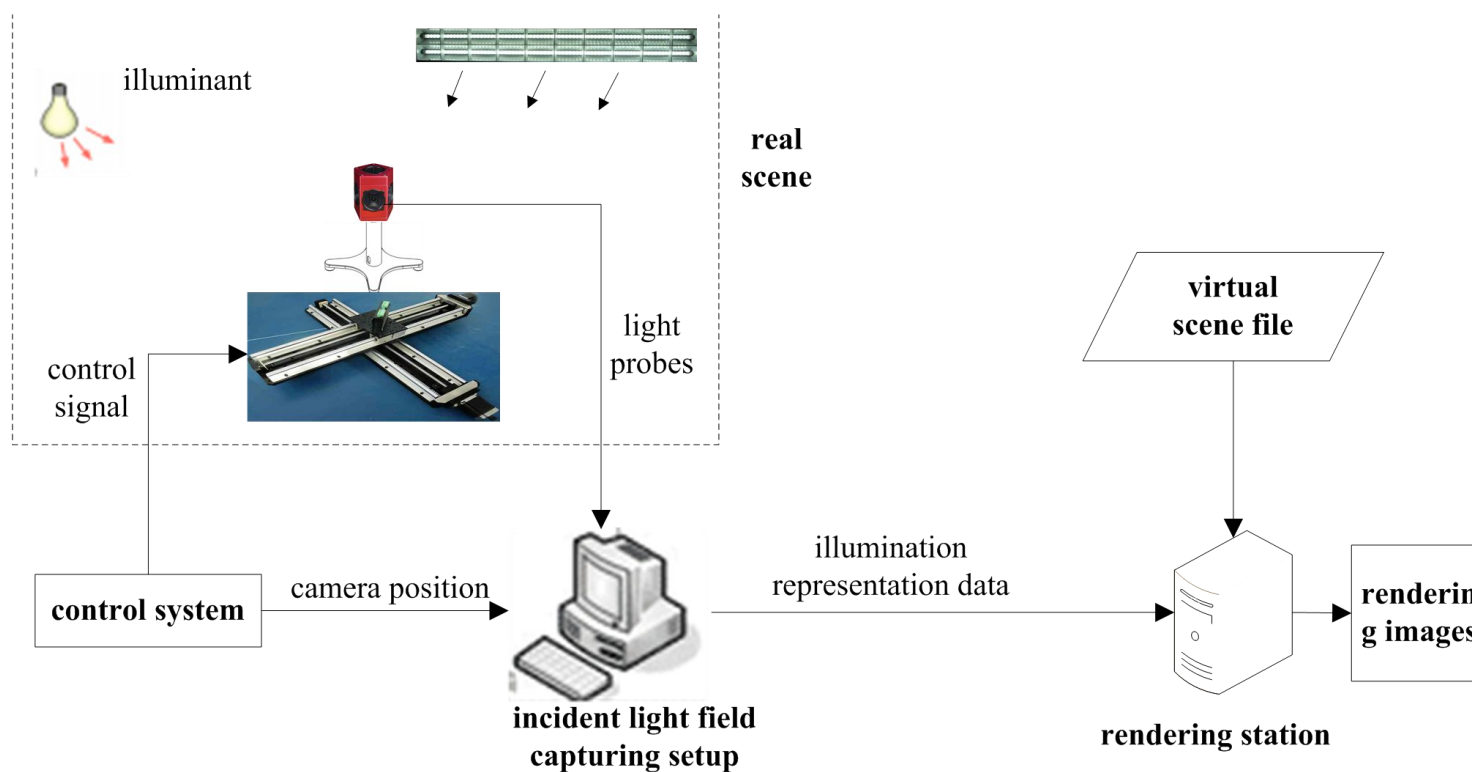 illuminant
real
scene
light
probes
control
signal
virtual
scene file
control system
camera position
illumination
representation data
renderin
g images
incident light field
capturing setup
rendering station